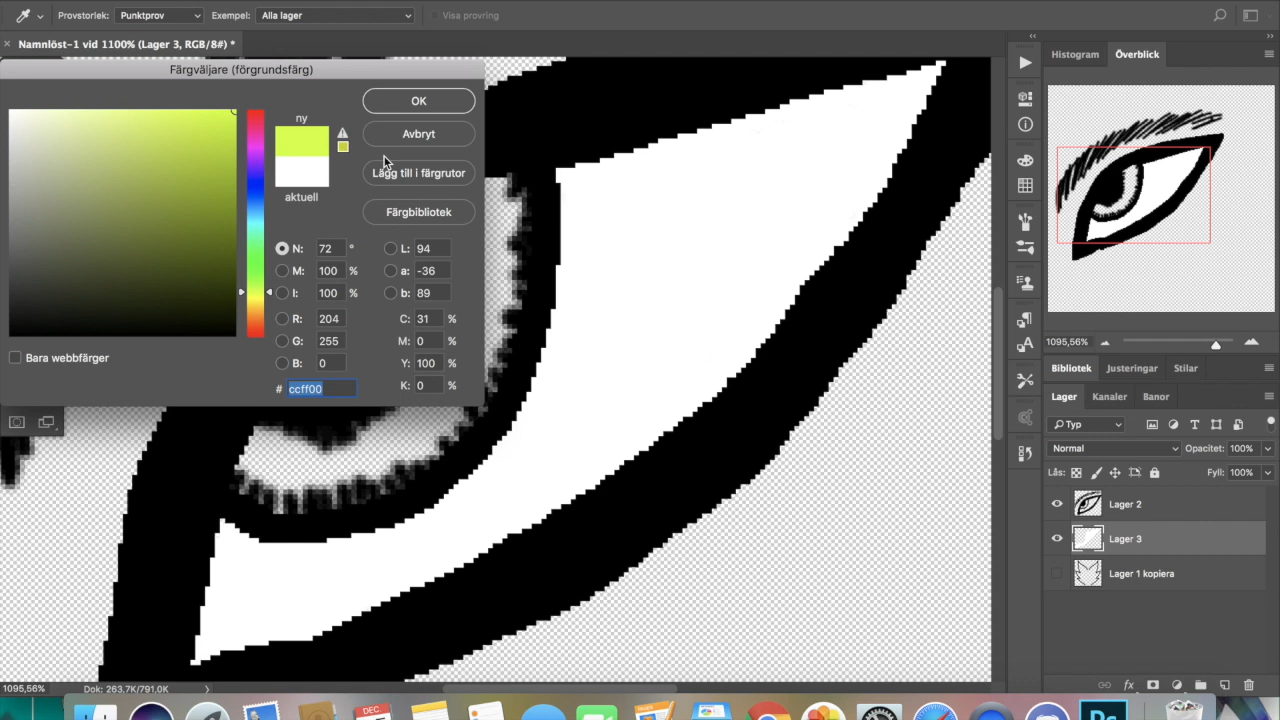 Provstorlek: Punktprov Exempel: Alla lager Visa provring
Namnlöst-1 vid 1100% (Lager 3, RGB/8#) *
Färgväljare (förgrundsfärg)
ny
aktuell
OK
Avbryt
Lägg till i färgrutor
Färgbibliotek
N: 72 ° L: 94
M: 100 % a: -36
I: 100 % b: 89
R: 204 C: 31 %
G: 255 M: 0 %
B: 0 Y: 100 %
# ccff00 K: 0 %
Bara webbfärger
Histogram Överblick
1095,56%
Bibliotek Justeringar Stilar
Lager Kanaler Banor
Typ
Normal Opacitet: 100%
Lås: Fyll: 100%
Lager 2
Lager 3
Lager 1 kopiera
fx
1095,56% Dok: 263,7K/791,0K
DEC
Ps